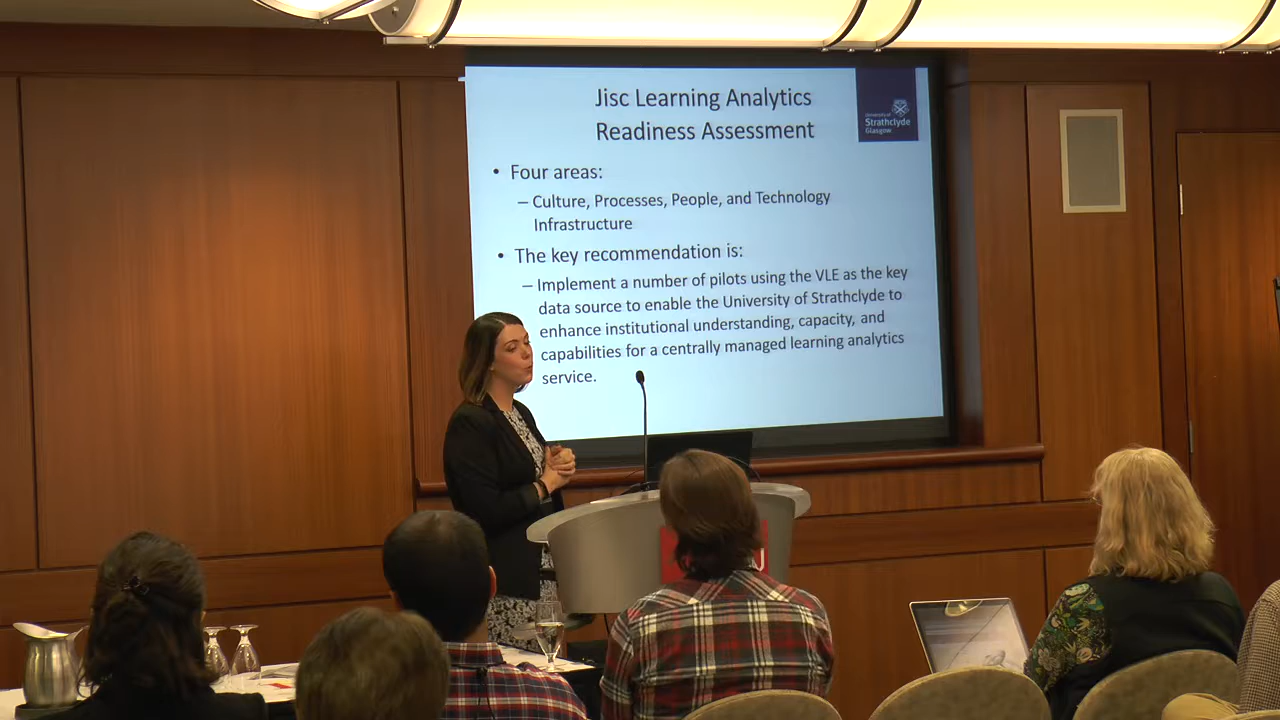 Jisc Learning Analytics
Readiness Assessment
University of
Strathclyde
Glasgow
• Four areas:
– Culture, Processes, People, and Technology
Infrastructure
• The key recommendation is:
– Implement a number of pilots using the VLE as the key
data source to enable the University of Strathclyde to
enhance institutional understanding, capacity, and
capabilities for a centrally managed learning analytics
service.